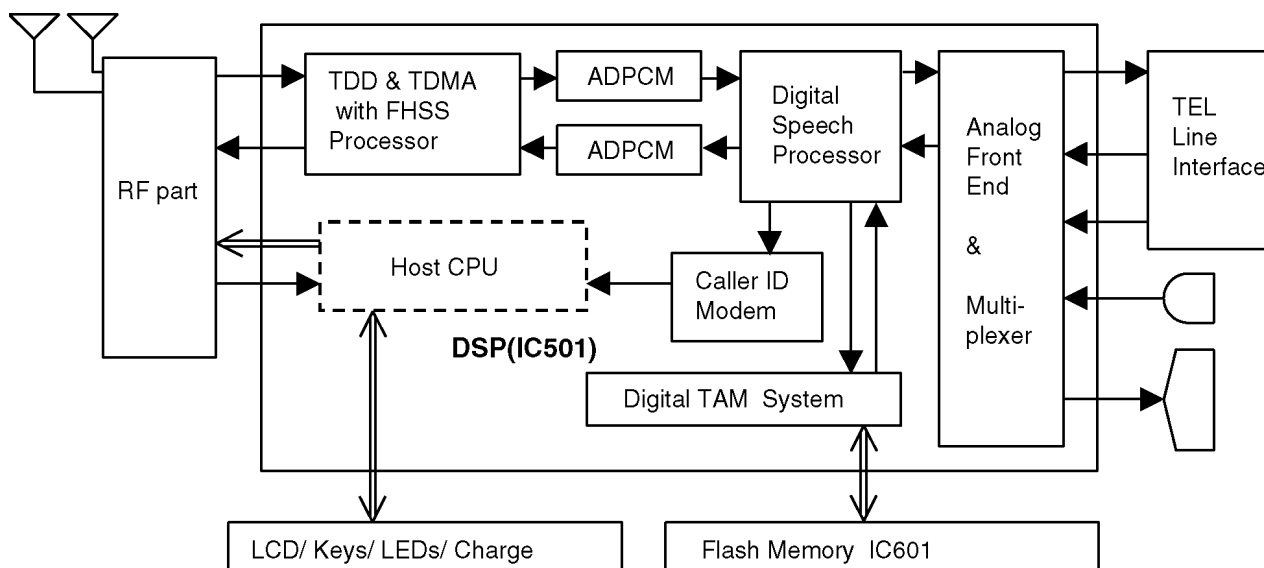 TDD & TDMA
with FHSS
Processor
ADPCM
ADPCM
Digital
Speech
Processor
Analog
Front
End
&
Multi-
plexer
TEL
Line
Interface
RF part
Host CPU
Caller ID
Modem
DSP(IC501)
Digital TAM System
LCD/ Keys/ LEDs/ Charge
Flash Memory IC601